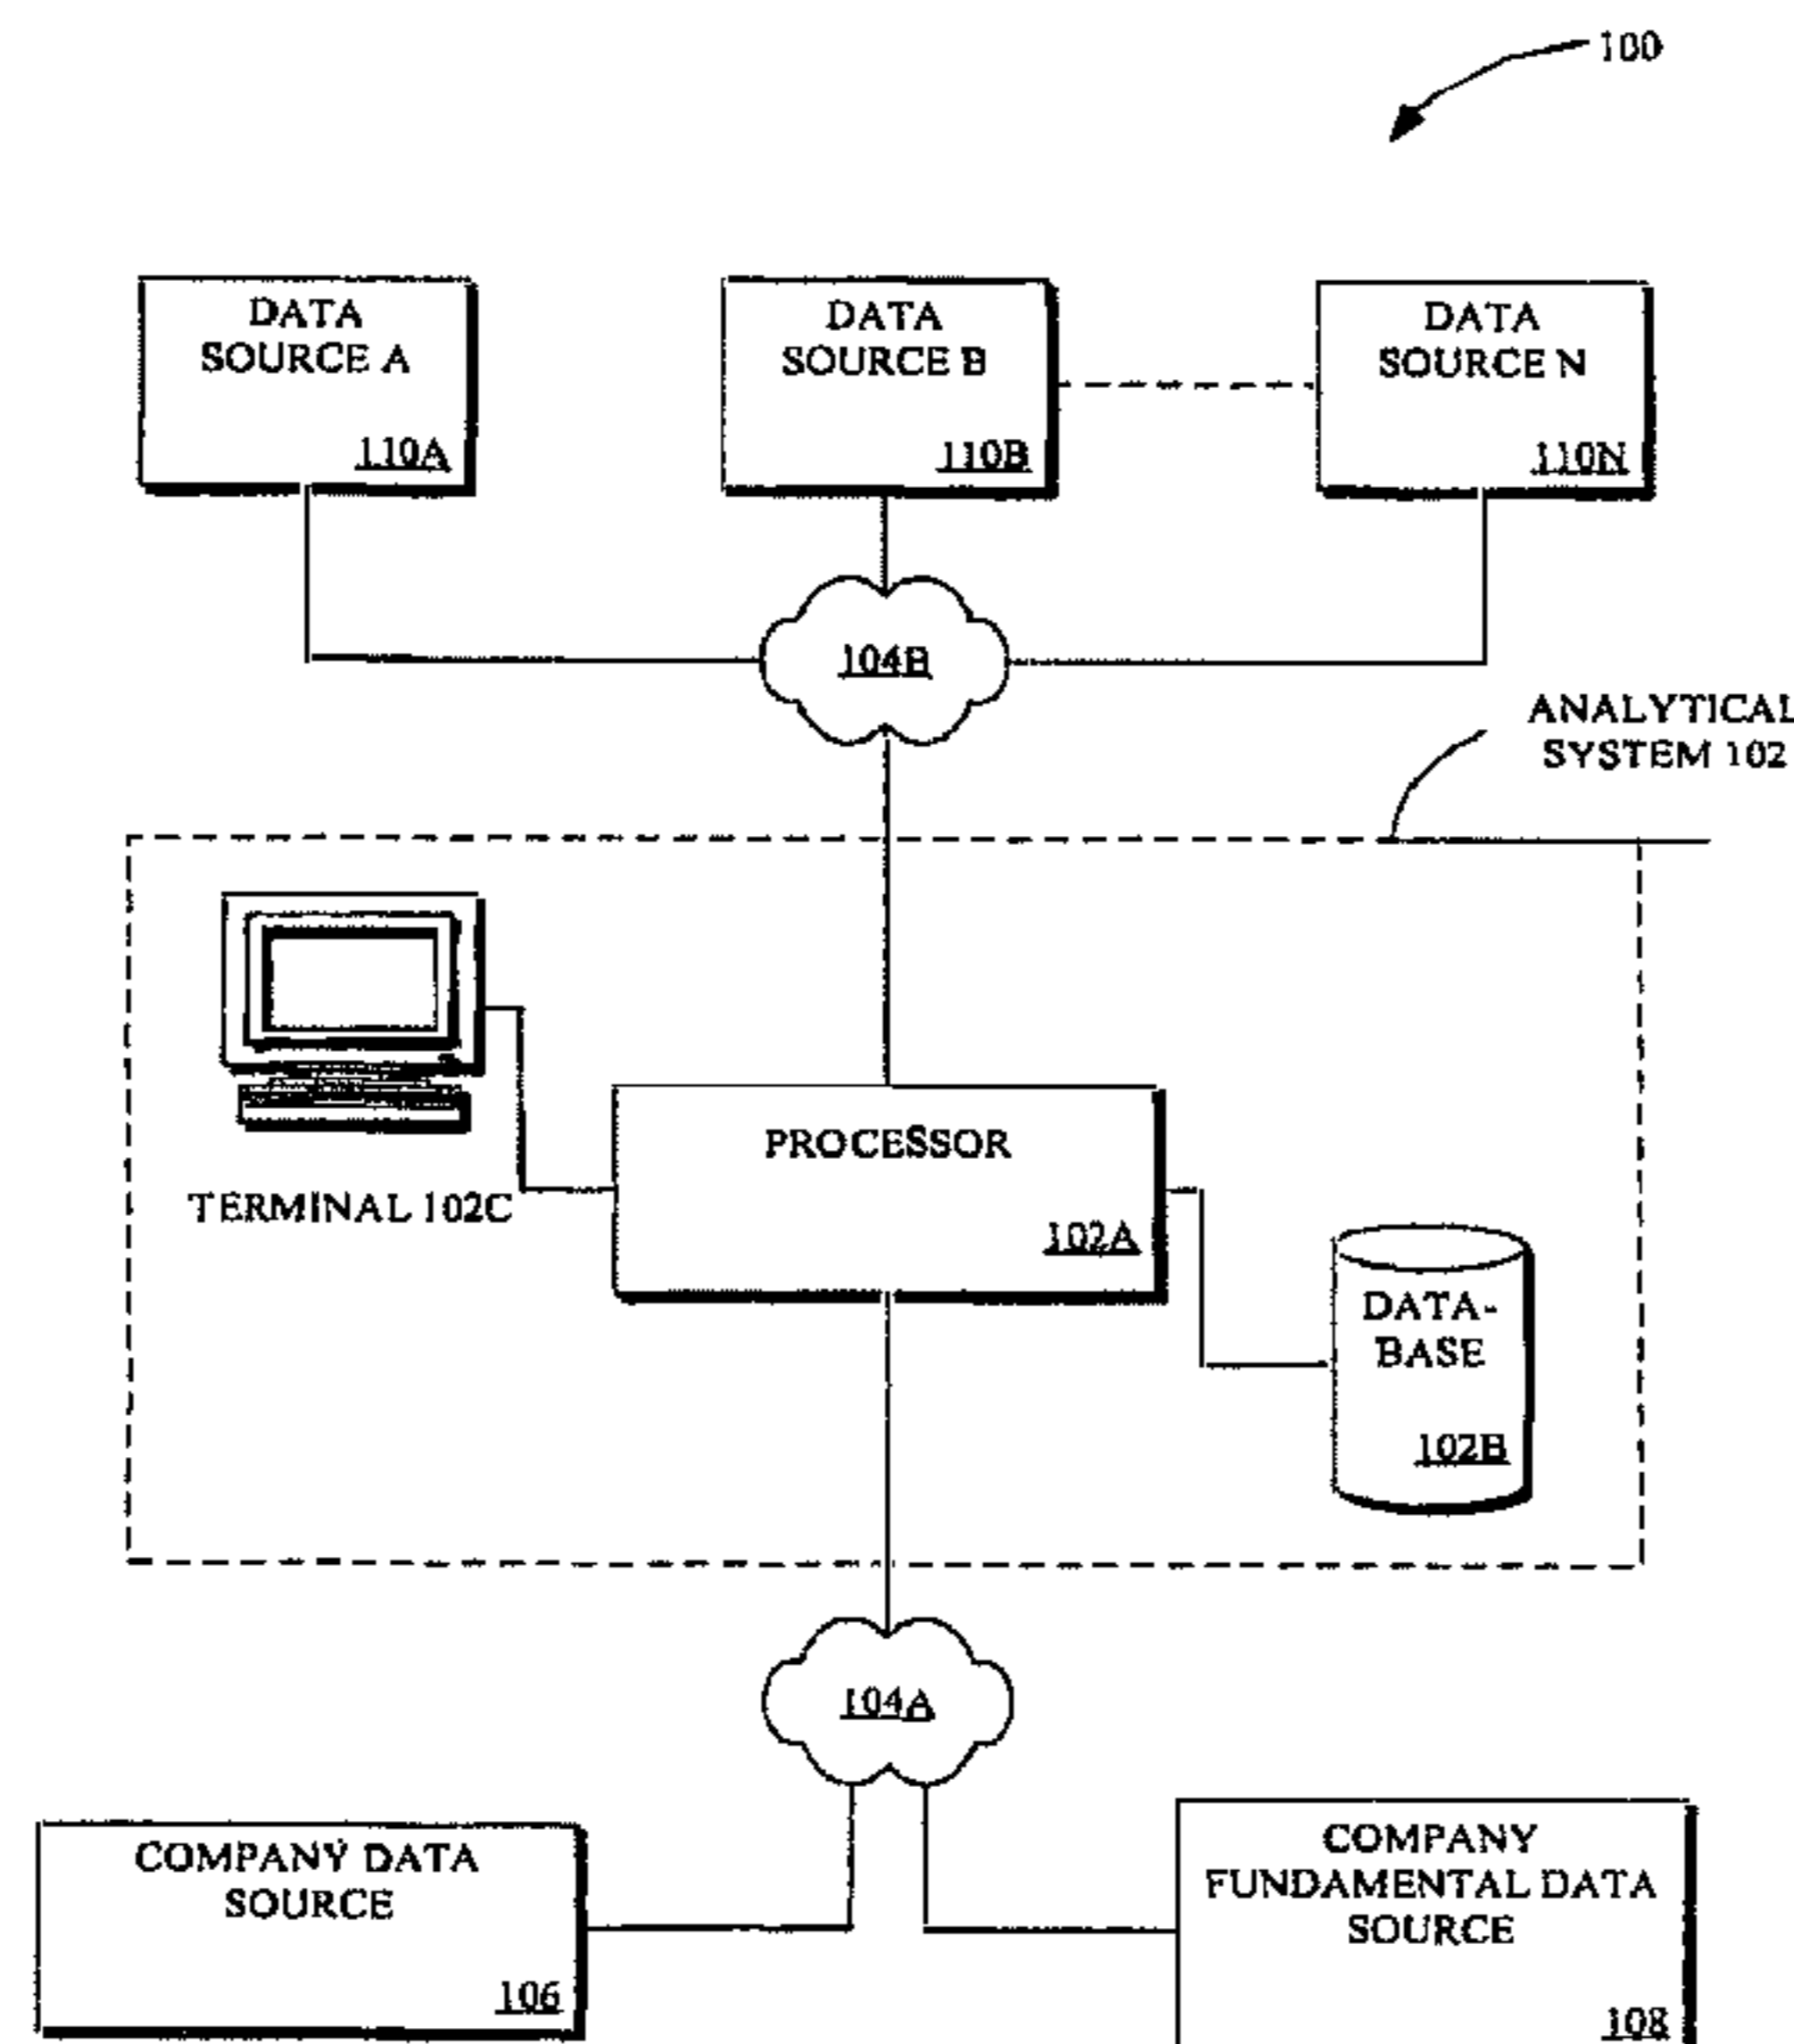 100
DATA
SOURCE A
110A
DATA
SOURCE B
110B
DATA
SOURCE N
110N
104B
ANALYTICAL
SYSTEM 102
TERMINAL 102C
PROCESSOR
102A
DATA-
BASE
102B
104A
COMPANY DATA
SOURCE
106
COMPANY
FUNDAMENTAL DATA
SOURCE
108